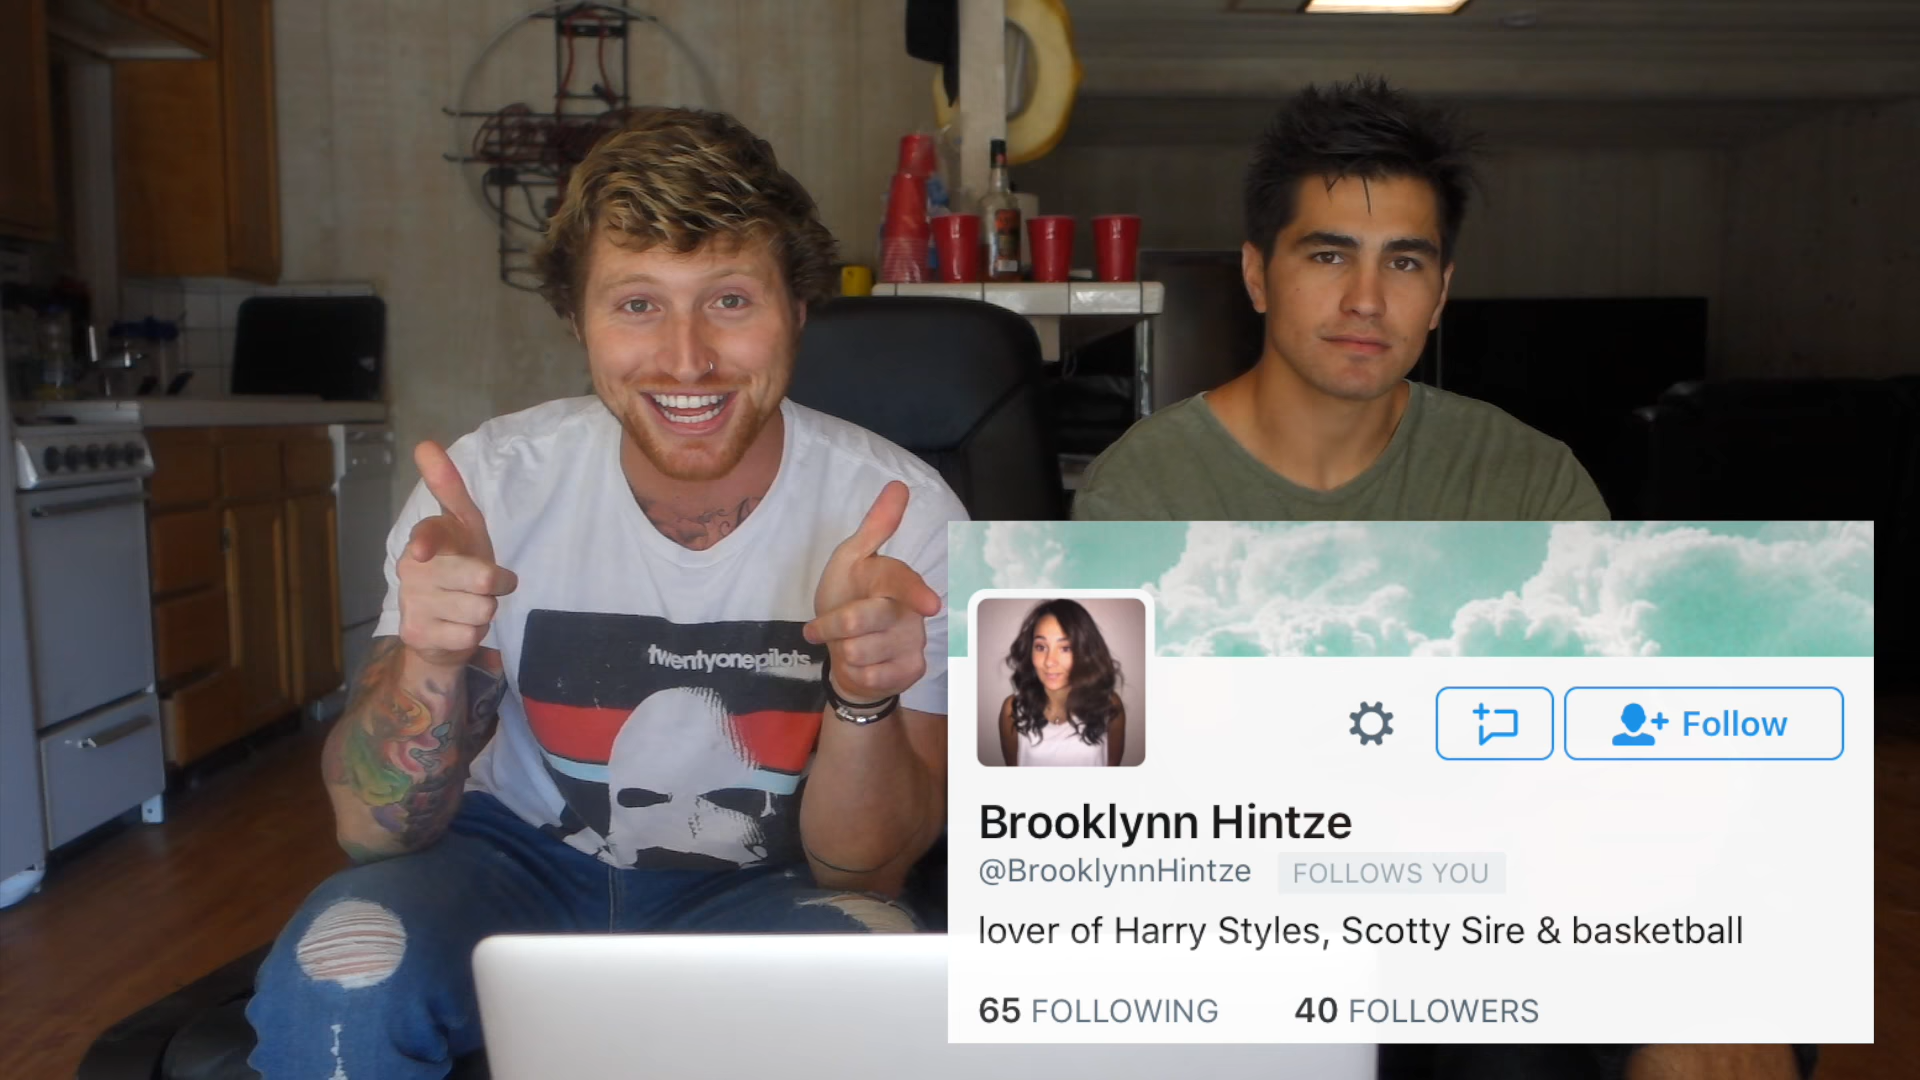 twentyonepilots
Follow
Brooklynn Hintze
@BrooklynnHintze FOLLOWS YOU
lover of Harry Styles, Scotty Sire & basketball
65 FOLLOWING 40 FOLLOWERS